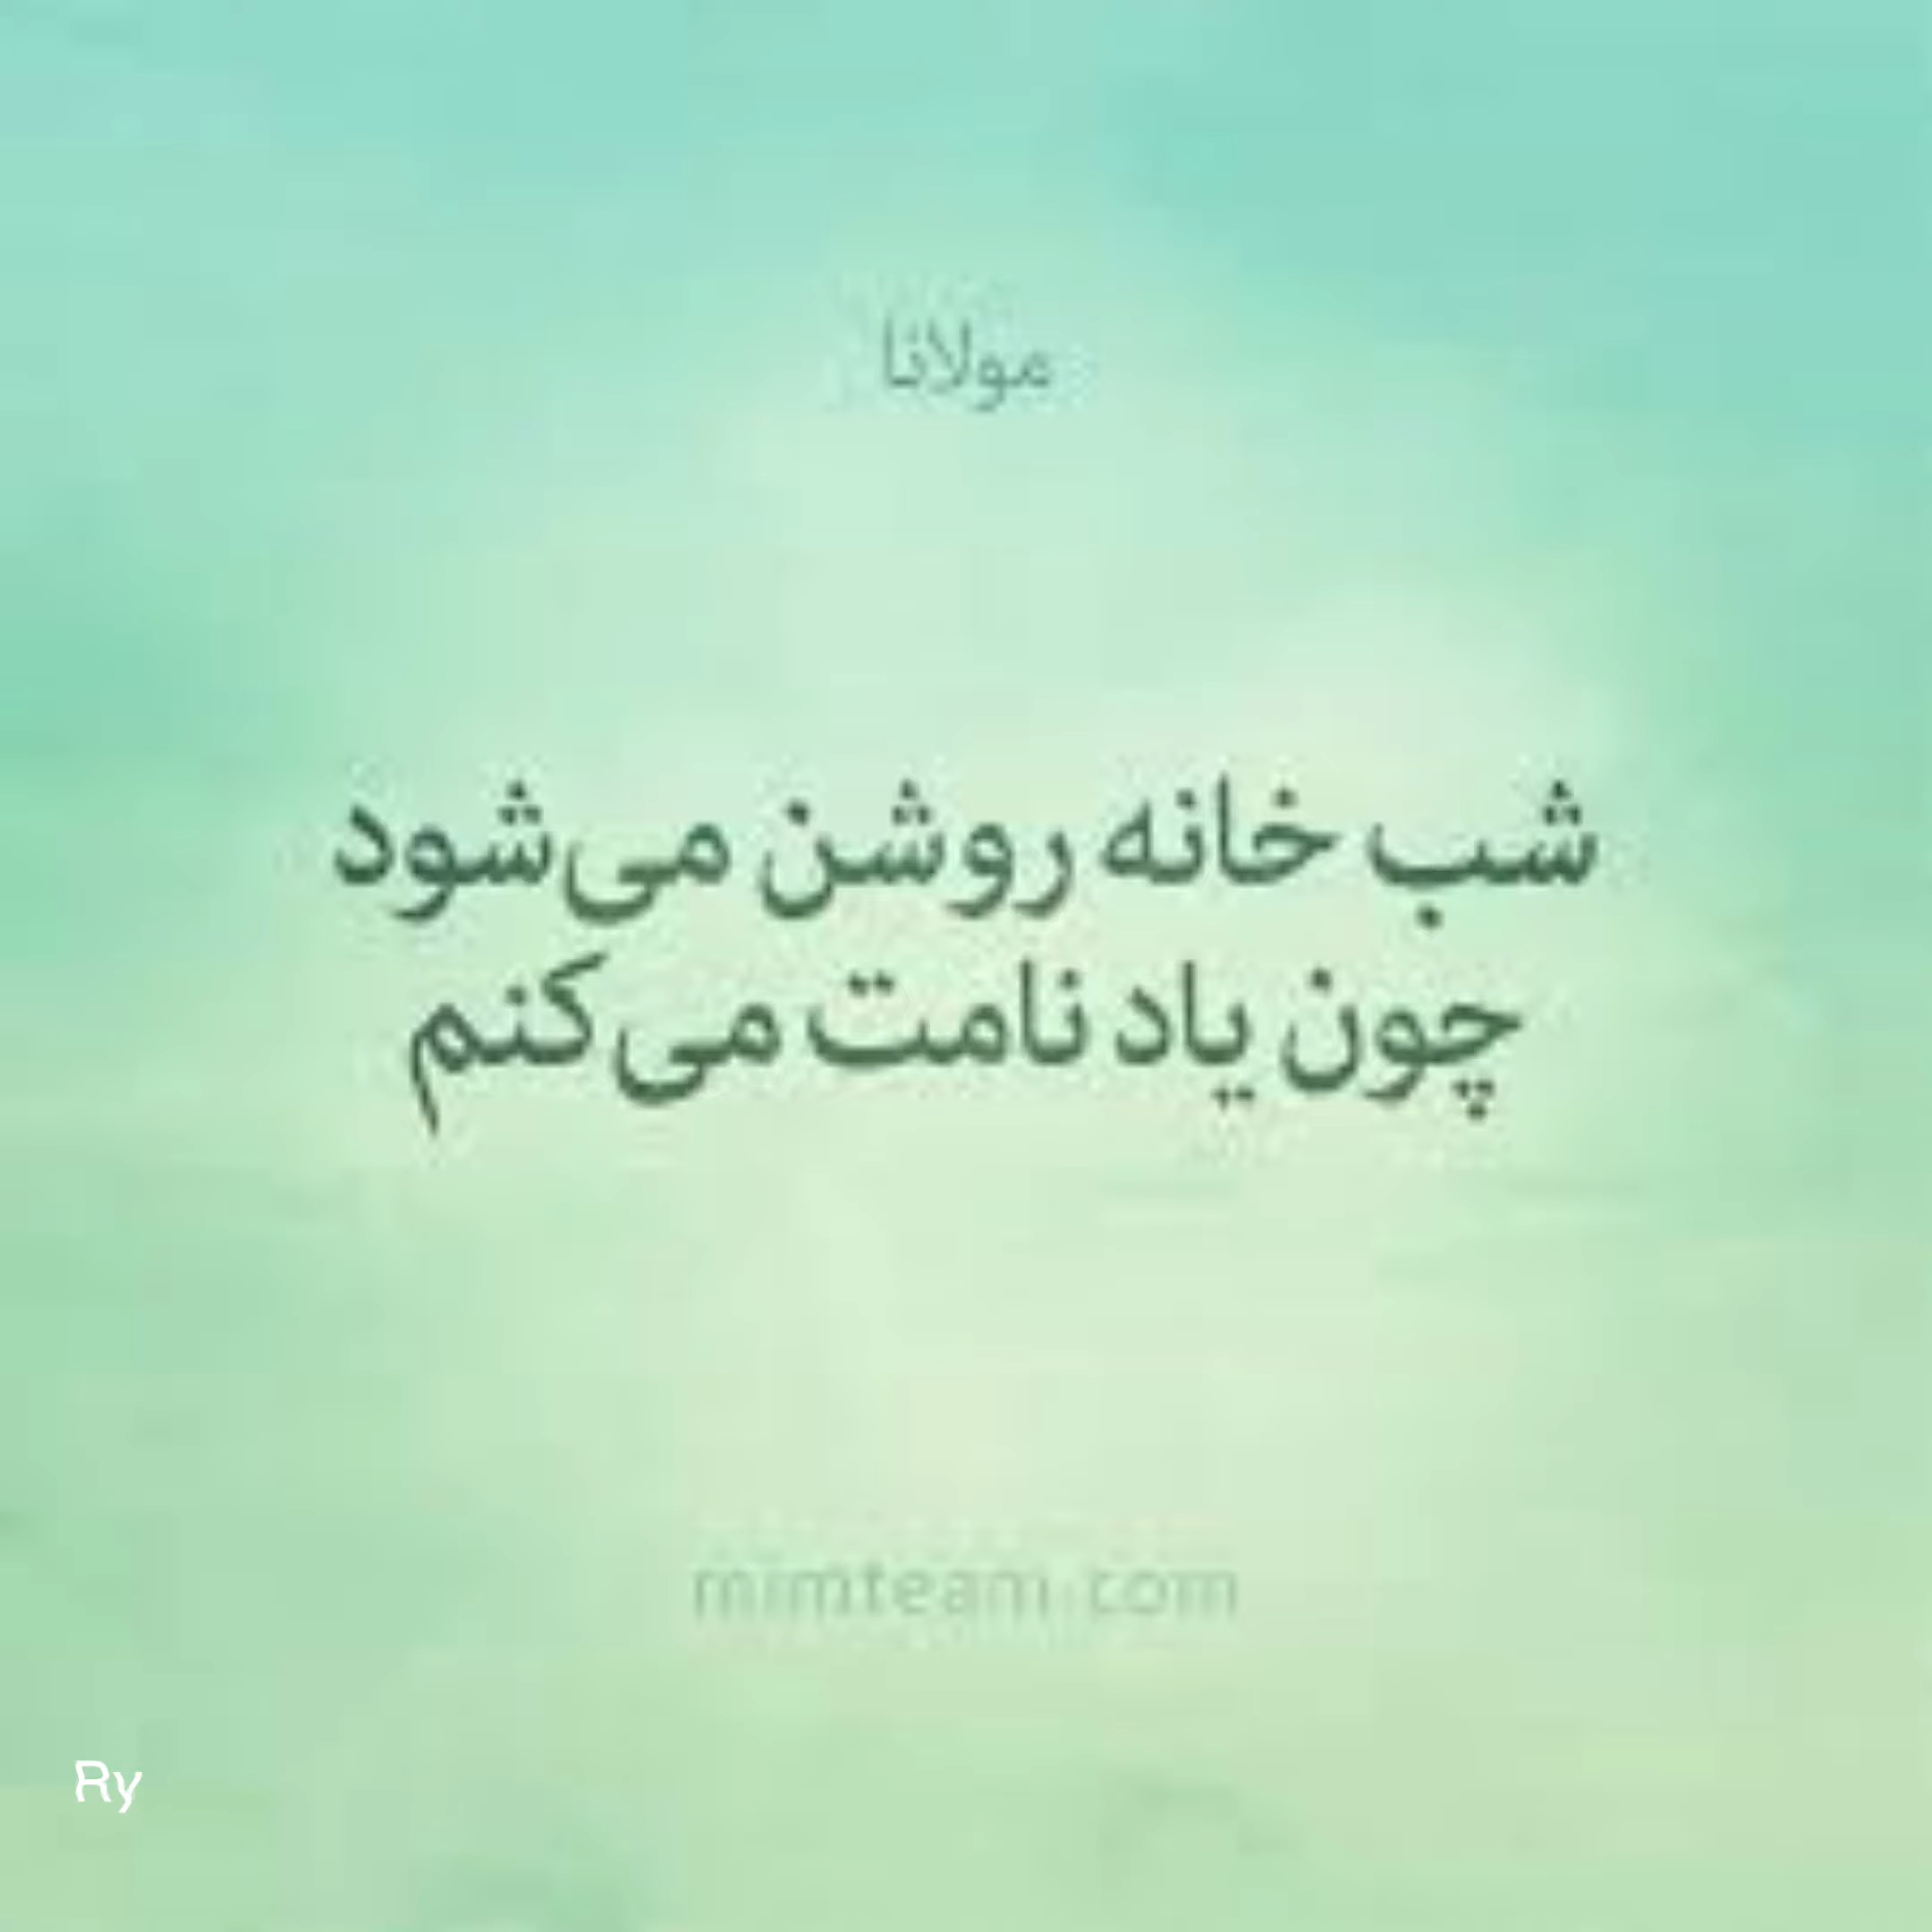 مولانا
شب خانه روشن می‌شود
چون یاد نامت می‌کنم
mimteam.com
Ry